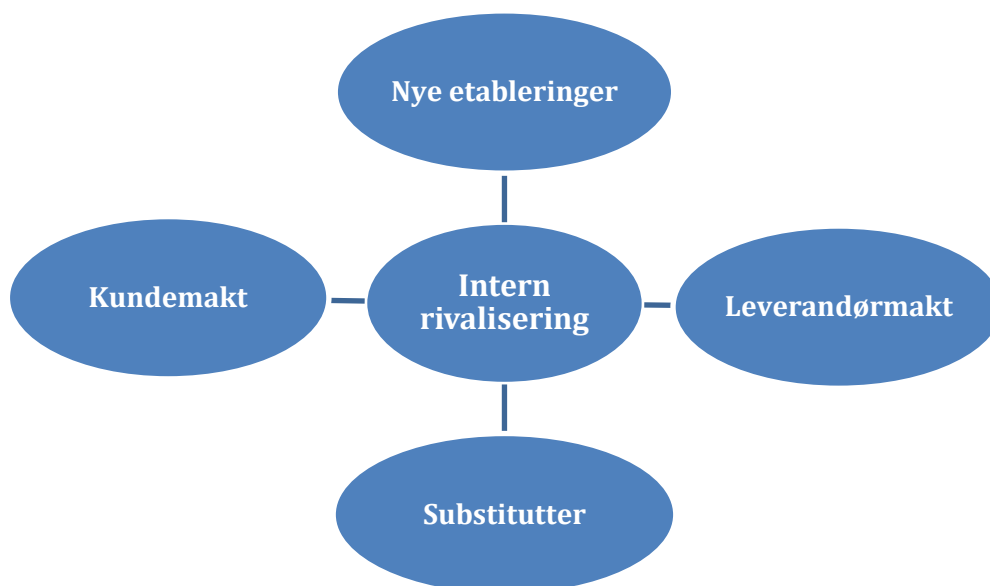 Nye etableringer
Kundemakt
Intern
rivalisering
Leverandørmakt
Substitutter